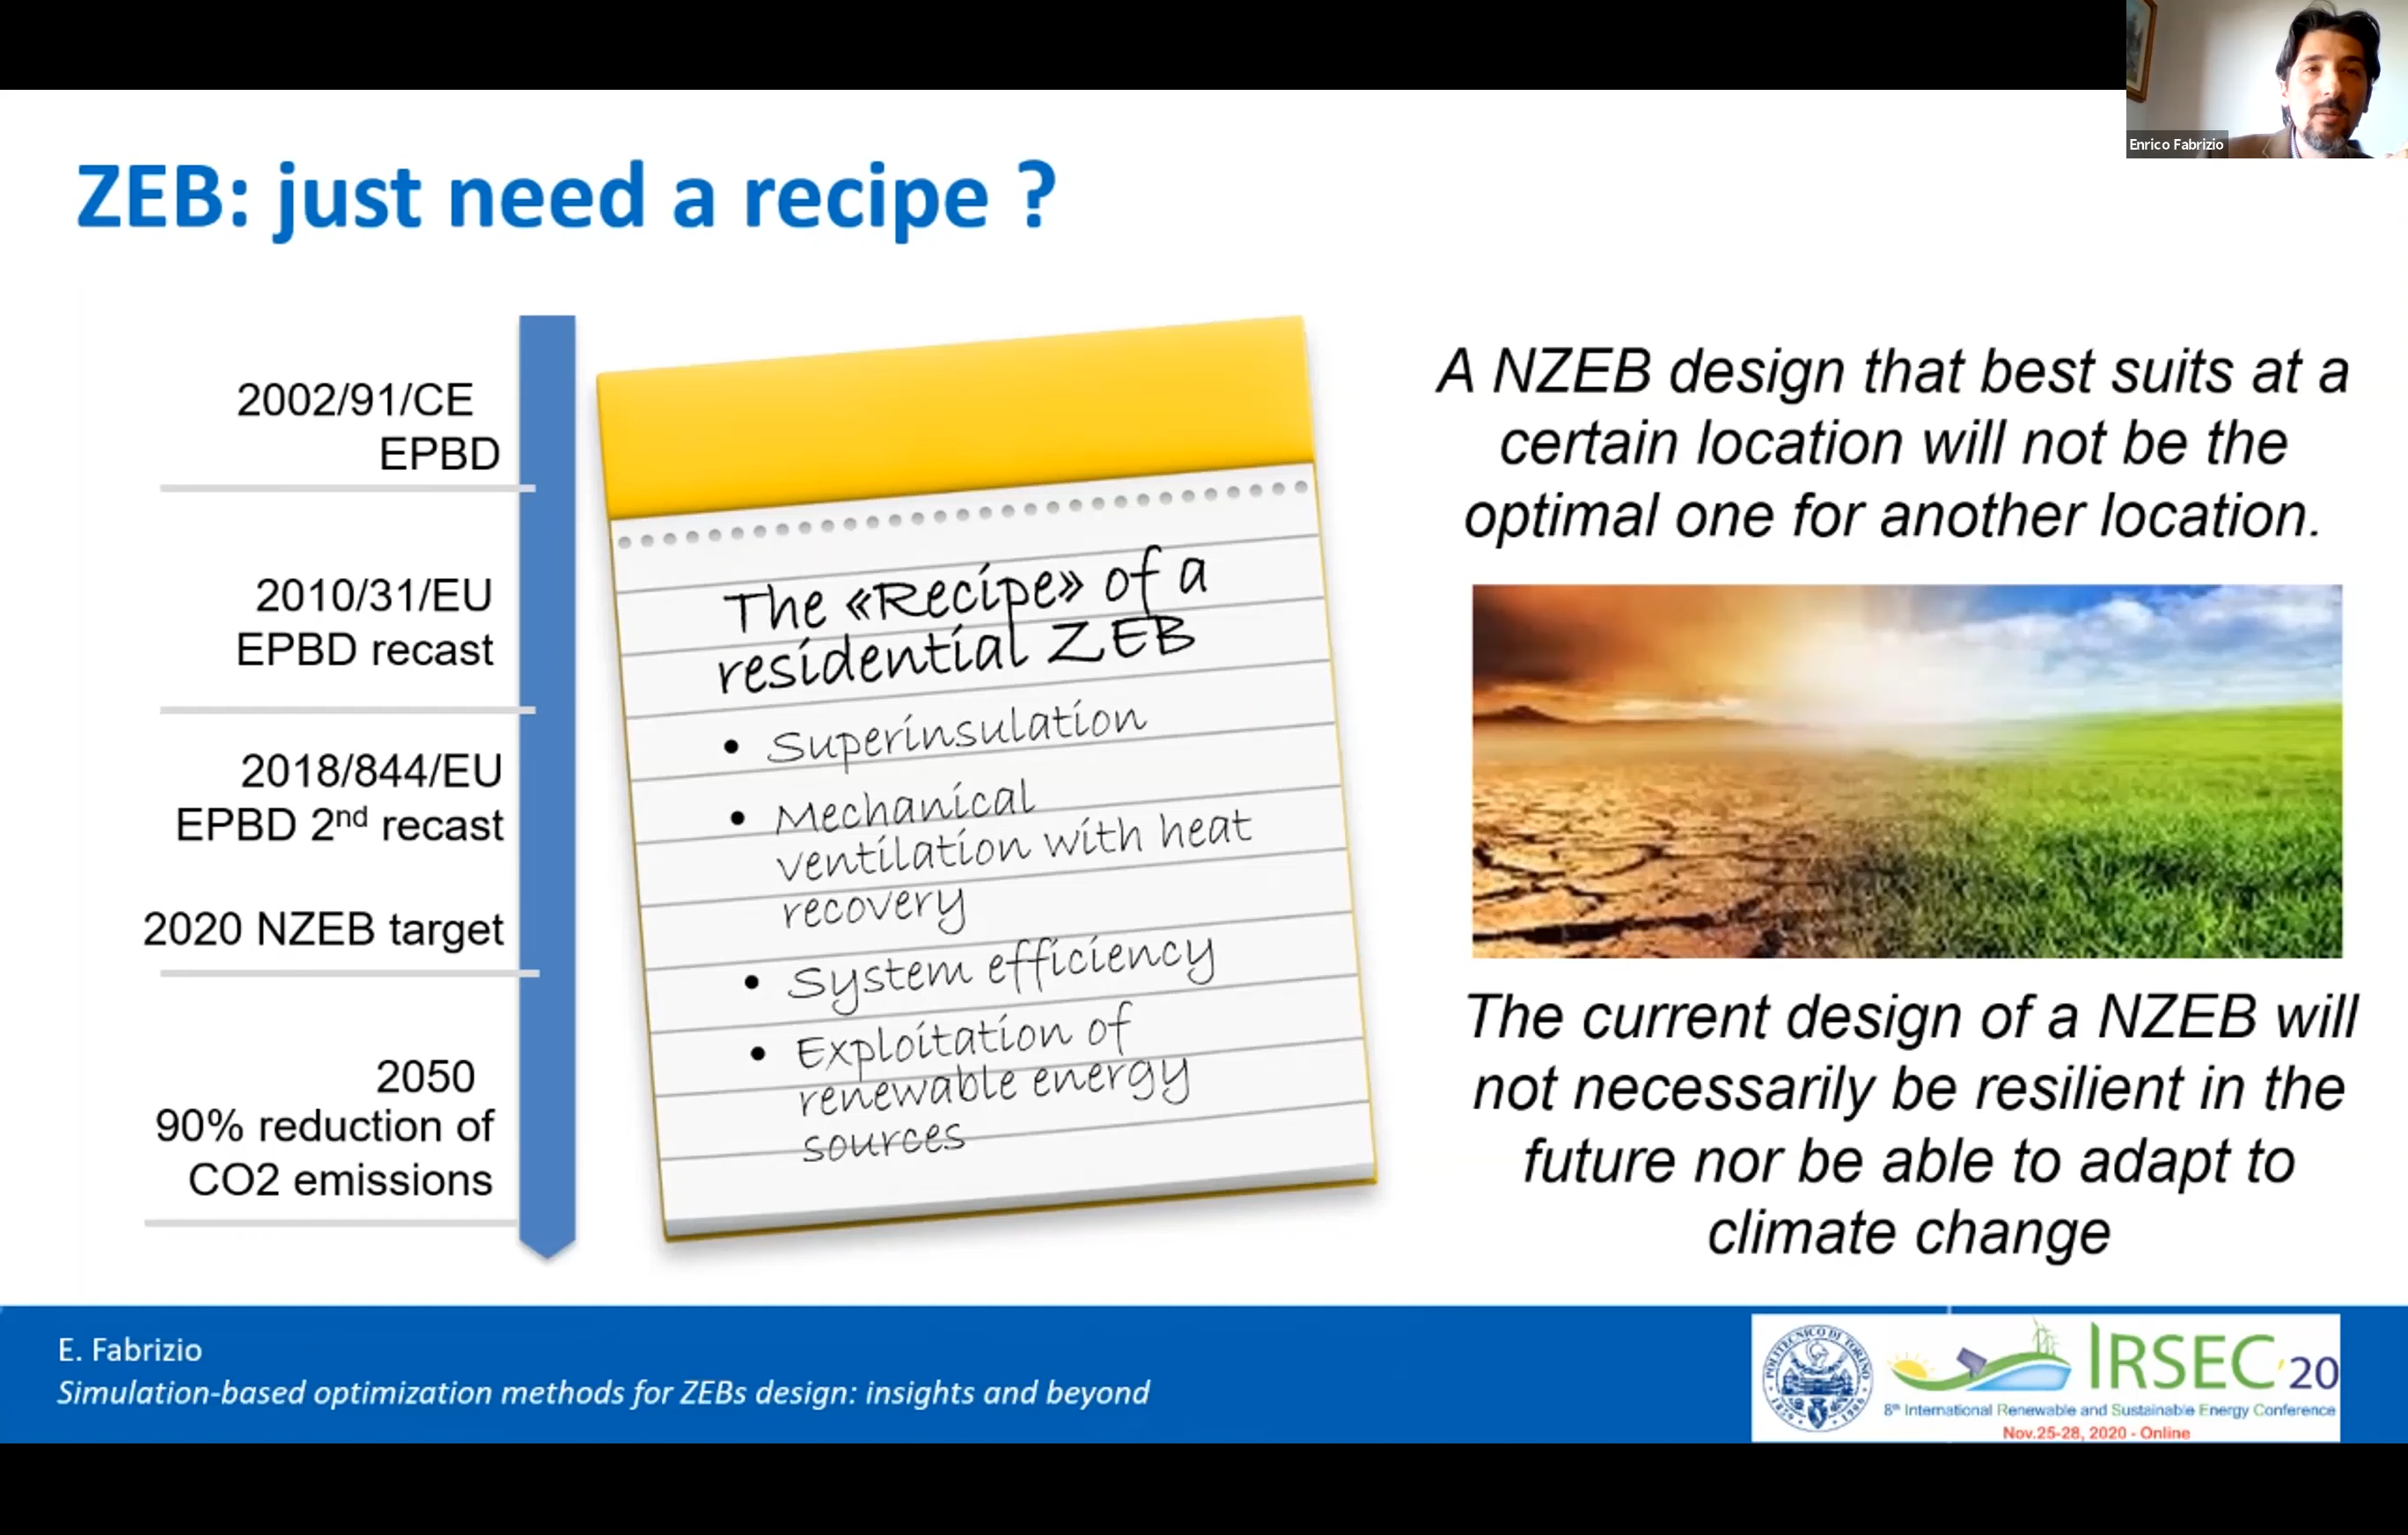 Enrico Fabrizio
ZEB: just need a recipe ?
2002/91/CE
EPBD
2010/31/EU
EPBD recast
2018/844/EU
EPBD 2nd recast
2020 NZEB target
2050
90% reduction of
CO2 emissions
The «Recipe» of a
residential ZEB
• Superinsulation
• Mechanical
ventilation with heat
recovery
• System efficiency
• Exploitation of
renewable energy
sources
A NZEB design that best suits at a
certain location will not be the
optimal one for another location.
The current design of a NZEB will
not necessarily be resilient in the
future nor be able to adapt to
climate change
E. Fabrizio
Simulation-based optimization methods for ZEBs design: insights and beyond
POLITECNICO DI TORINO
IRSEC'20
8th International Renewable and Sustainable Energy Conference
Nov.25-28, 2020 - Online